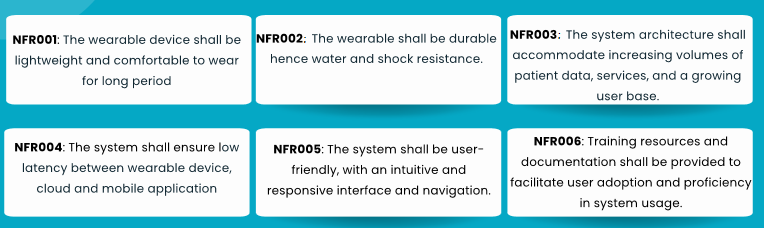 NFR001: The wearable device shall be
lightweight and comfortable to wear
for long period
NFR002: The wearable shall be durable
hence water and shock resistance.
NFR003: The system architecture shall
accommodate increasing volumes of
patient data, services, and a growing
user base.
NFR004: The system shall ensure low
latency between wearable device,
cloud and mobile application
NFR005: The system shall be user-
friendly, with an intuitive and
responsive interface and navigation.
NFR006: Training resources and
documentation shall be provided to
facilitate user adoption and proficiency
in system usage.